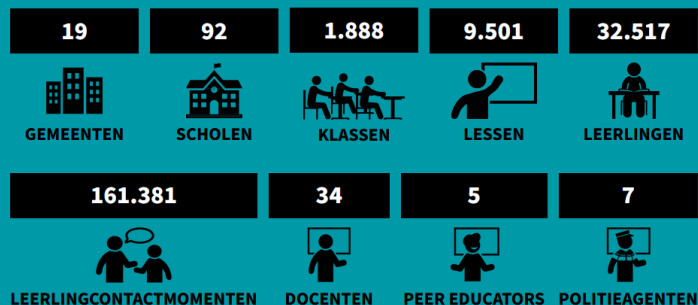 19 92 1.888 9.501 32.517
GEMEENTEN SCHOLEN KLASSEN LESSEN LEERLINGEN
161.381 34 5 7
LEERLINGCONTACTMOMENTEN DOCENTEN PEER EDUCATORS POLITIEAGENTEN